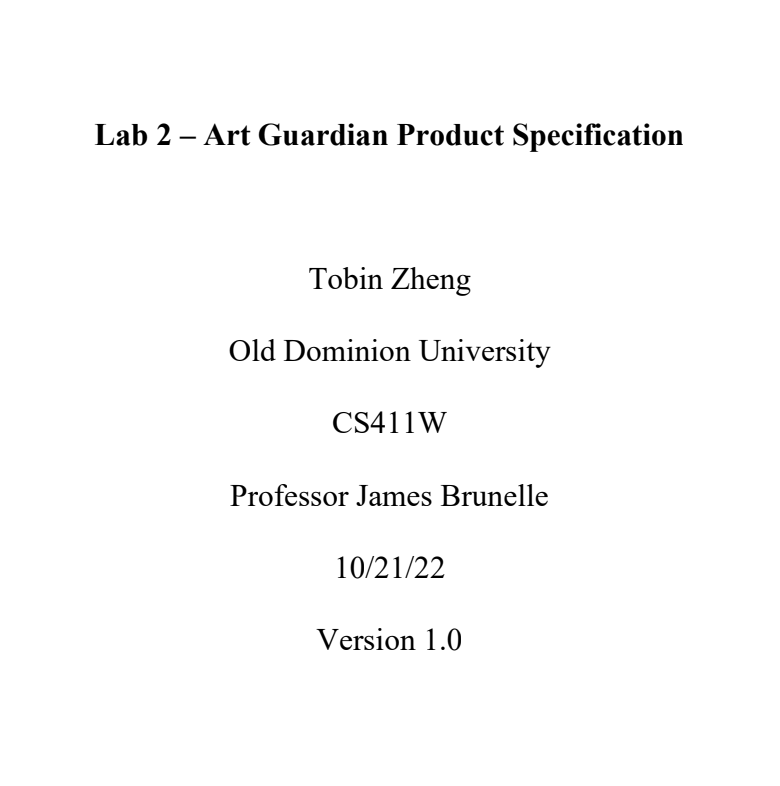 Lab 2 – Art Guardian Product Specification
Tobin Zheng
Old Dominion University
CS411W
Professor James Brunelle
10/21/22
Version 1.0